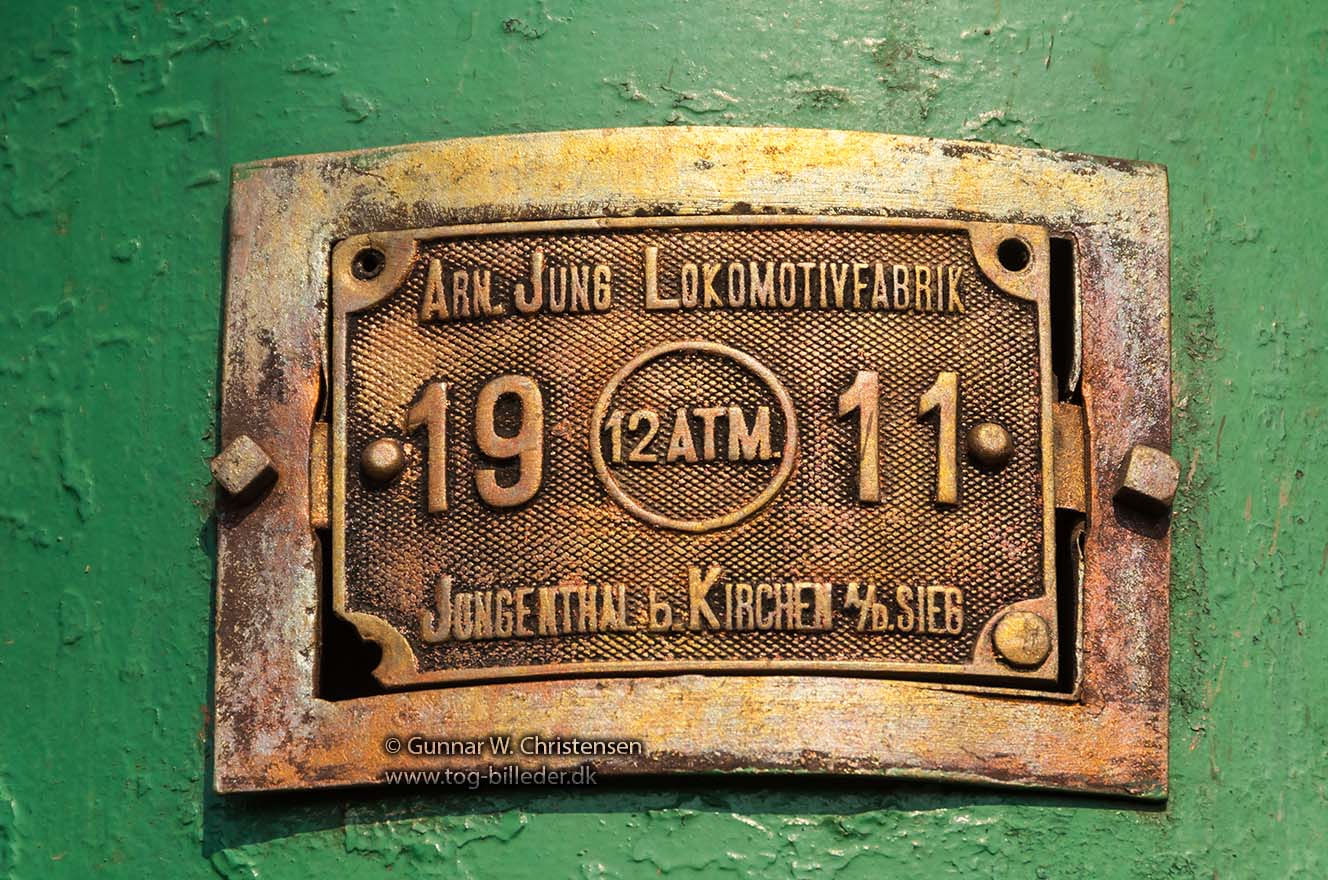 ARN. JUNG LOKOMOTIVFABRIK
19 12 ATM. 11
JUNGENTHAL b. KIRCHEN A/D. SIEG
© Gunnar W. Christensen
www.tog-billeder.dk